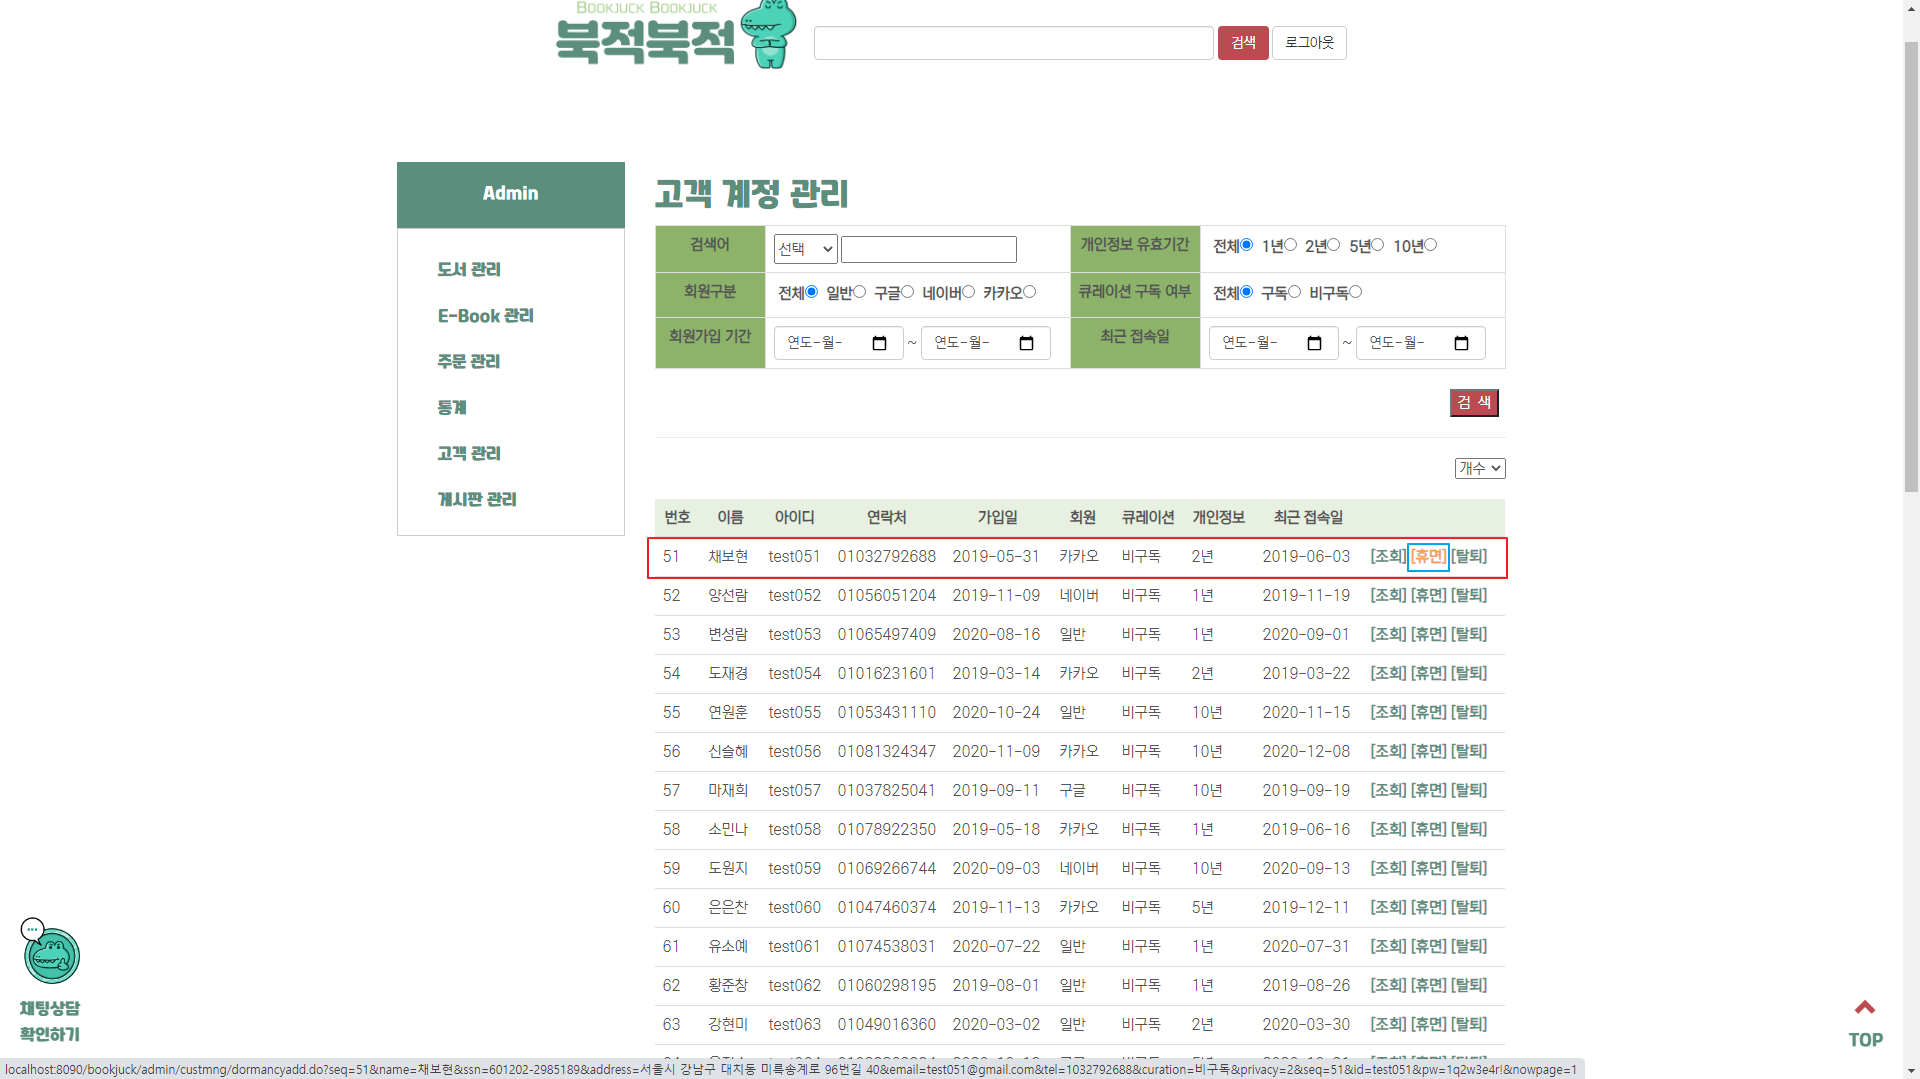 BOOKJUCK BOOKJUCK
북적북적
검색 로그아웃
Admin
도서 관리
E-Book 관리
주문 관리
통계
고객 관리
게시판 관리
고객 계정 관리
검색어 선택 개인정보 유효기간 전체 1년 2년 5년 10년
회원구분 전체 일반 구글 네이버 카카오 큐레이션 구독 여부 전체 구독 비구독
회원가입 기간 연도-월- ~ 연도-월- 최근 접속일 연도-월- ~ 연도-월-
검 색
개수
번호 이름 아이디 연락처 가입일 회원 큐레이션 개인정보 최근 접속일
51 채보현 test051 01032792688 2019-05-31 카카오 비구독 2년 2019-06-03 [조회] [휴면] [탈퇴]
52 양선람 test052 01056051204 2019-11-09 네이버 비구독 1년 2019-11-19 [조회] [휴면] [탈퇴]
53 변성람 test053 01065497409 2020-08-16 일반 비구독 1년 2020-09-01 [조회] [휴면] [탈퇴]
54 도재경 test054 01016231601 2019-03-14 카카오 비구독 2년 2019-03-22 [조회] [휴면] [탈퇴]
55 연원훈 test055 01053431110 2020-10-24 일반 비구독 10년 2020-11-15 [조회] [휴면] [탈퇴]
56 신슬혜 test056 01081324347 2020-11-09 카카오 비구독 10년 2020-12-08 [조회] [휴면] [탈퇴]
57 마재희 test057 01037825041 2019-09-11 구글 비구독 10년 2019-09-19 [조회] [휴면] [탈퇴]
58 소민나 test058 01078922350 2019-05-18 카카오 비구독 1년 2019-06-16 [조회] [휴면] [탈퇴]
59 도원지 test059 01069266744 2020-09-03 네이버 비구독 10년 2020-09-13 [조회] [휴면] [탈퇴]
60 은은찬 test060 01047460374 2019-11-13 카카오 비구독 5년 2019-12-11 [조회] [휴면] [탈퇴]
61 유소예 test061 01074538031 2020-07-22 일반 비구독 1년 2020-07-31 [조회] [휴면] [탈퇴]
62 황준창 test062 01060298195 2019-08-01 일반 비구독 1년 2019-08-26 [조회] [휴면] [탈퇴]
63 강현미 test063 01049016360 2020-03-02 일반 비구독 2년 2020-03-30 [조회] [휴면] [탈퇴]
채팅상담
확인하기
TOP
localhost:8090/bookjuck/admin/custmng/dormancyadd.do?seq=51&name=채보현&ssn=601202-2985189&address=서울시 강남구 대치동 미륵송계로 96번길 40&email=test051@gmail.com&tel=1032792688&curation=비구독&privacy=2&seq=51&id=test051&pw=1q2w3e4r!&nowpage=1